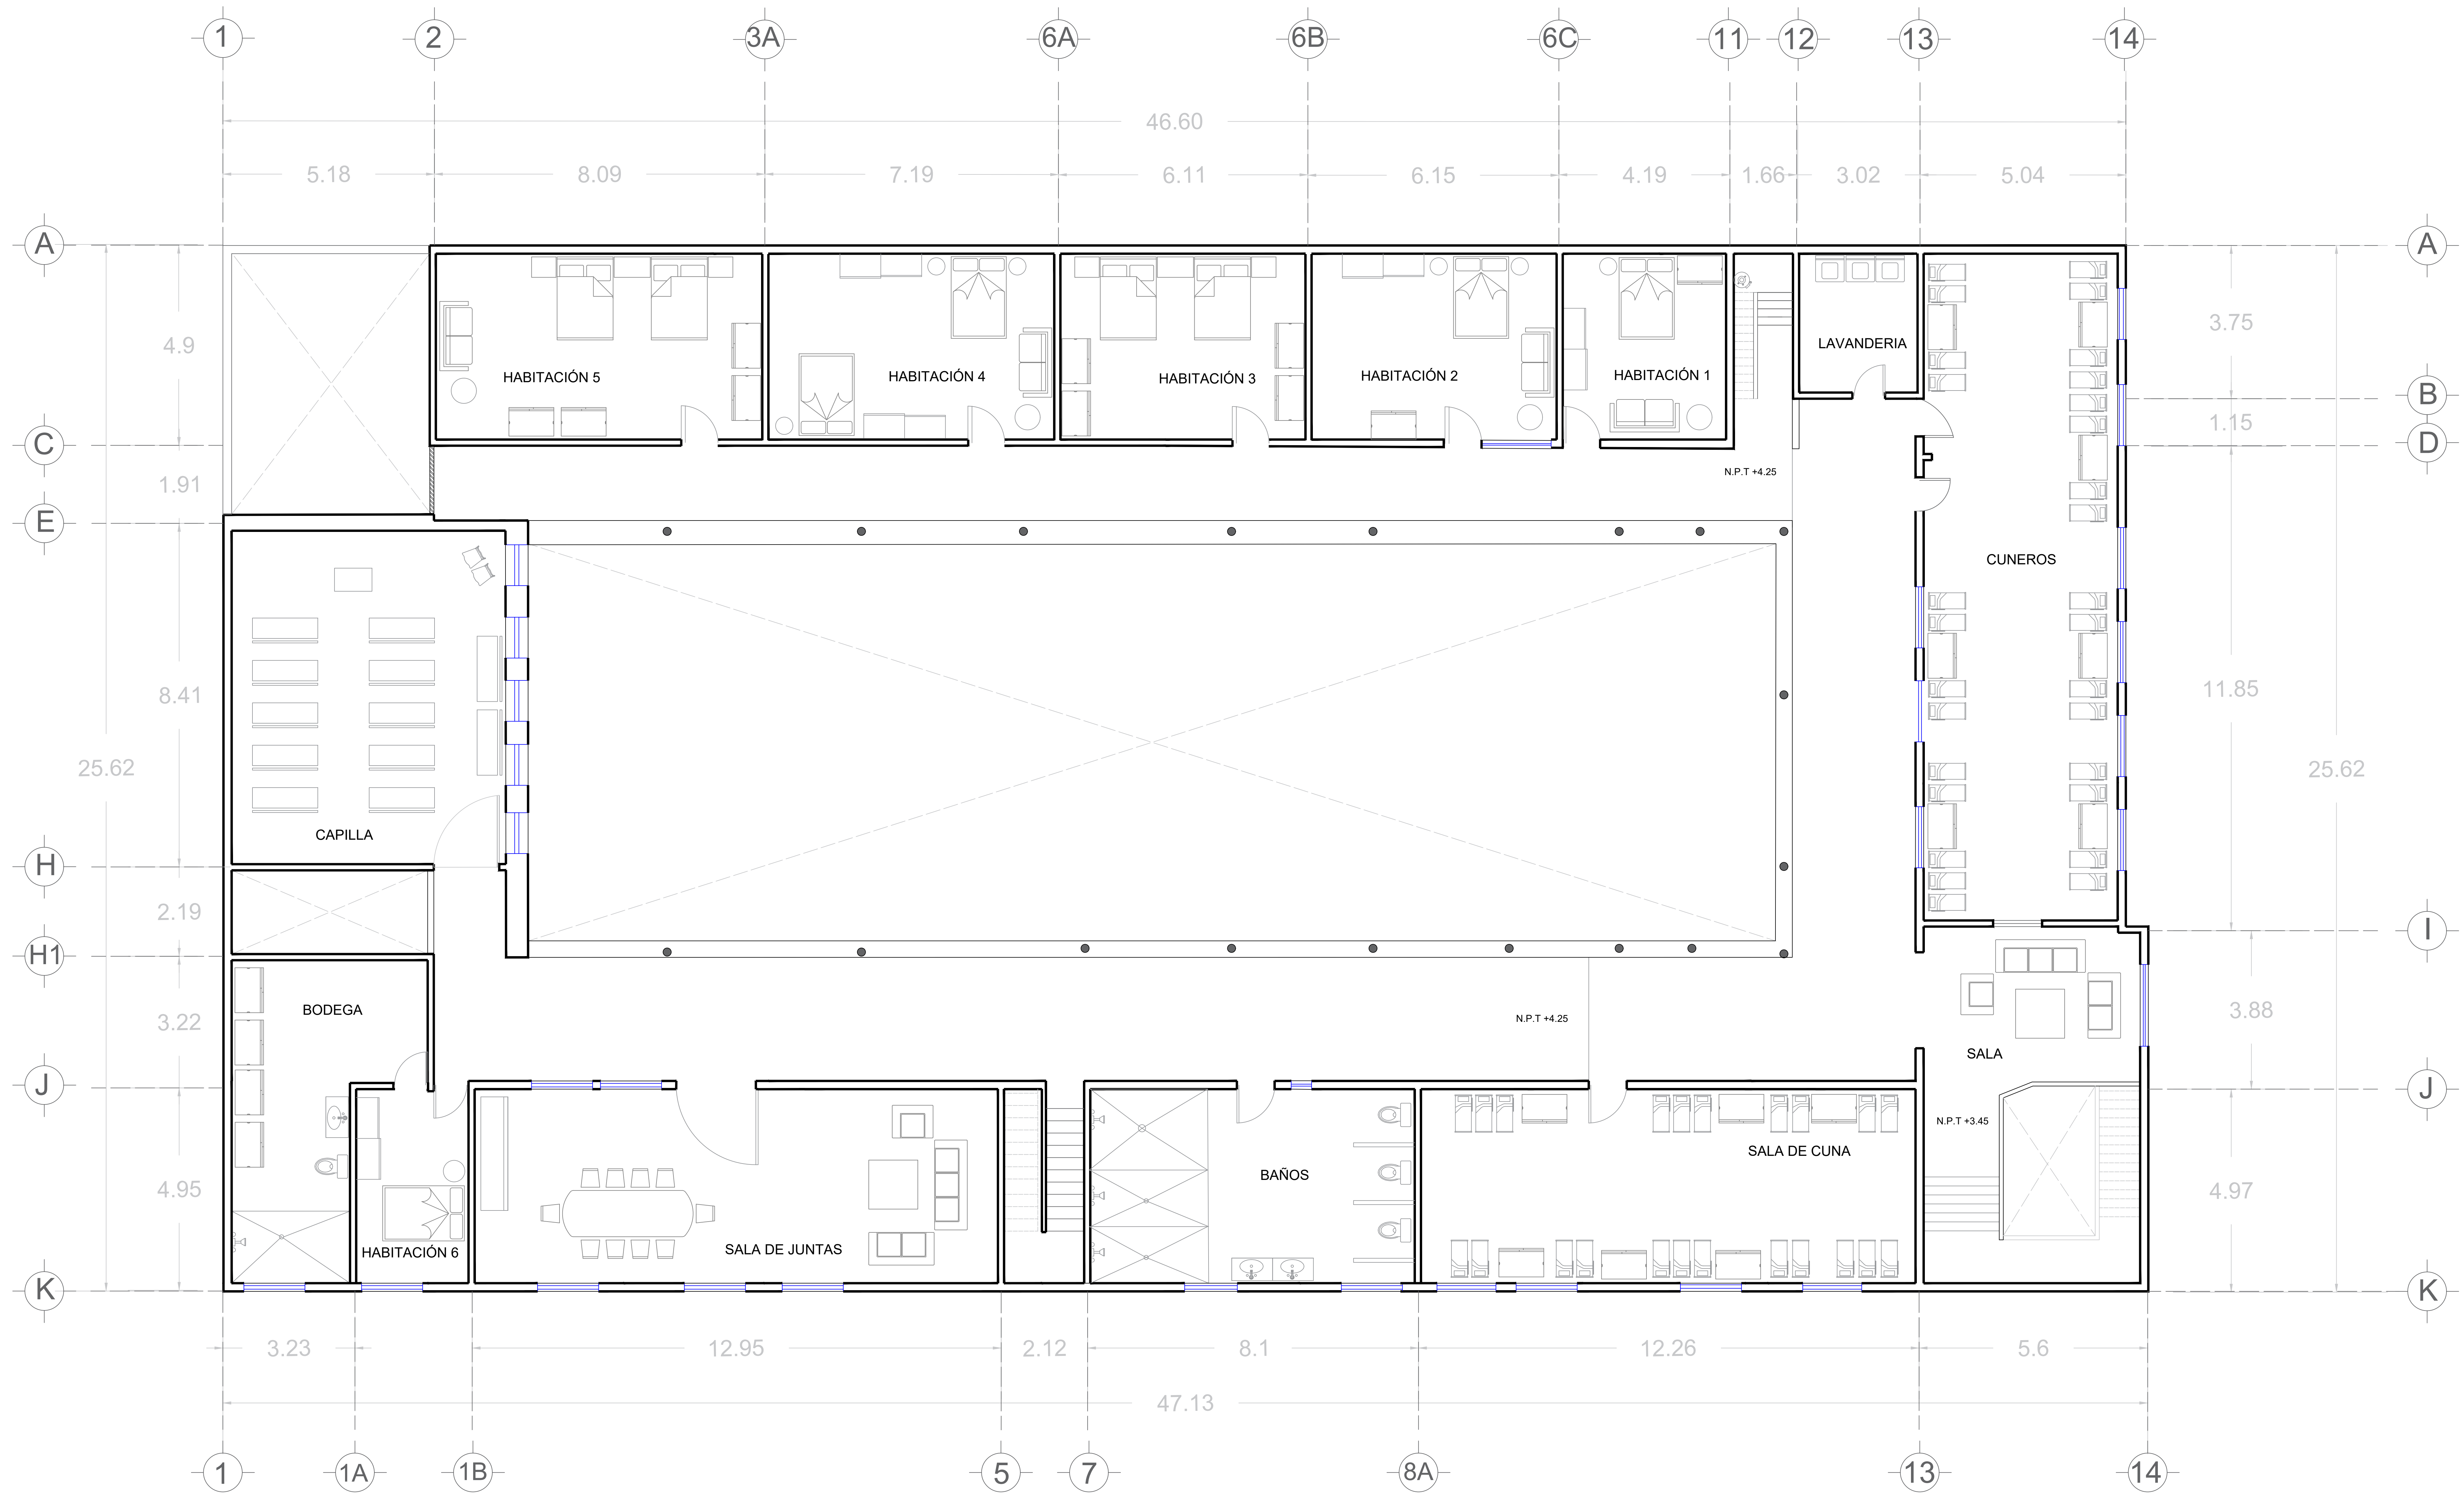 1 2 3A 6A 6B 6C 11 12 13 14
46.60
5.18 8.09 7.19 6.11 6.15 4.19 1.66 3.02 5.04
A A
4.9 3.75
LAVANDERIA
HABITACIÓN 5 HABITACIÓN 4 HABITACIÓN 3 HABITACIÓN 2 HABITACIÓN 1
B
1.15
C D
N.P.T +4.25
1.91
E
CUNEROS
8.41 11.85
25.62 25.62
CAPILLA
H
2.19
I
H1
BODEGA
3.22 N.P.T +4.25 3.88
SALA
J J
N.P.T +3.45
SALA DE CUNA
BAÑOS
4.95 4.97
HABITACIÓN 6 SALA DE JUNTAS
K K
3.23 12.95 2.12 8.1 12.26 5.6
47.13
1 1A 1B 5 7 8A 13 14